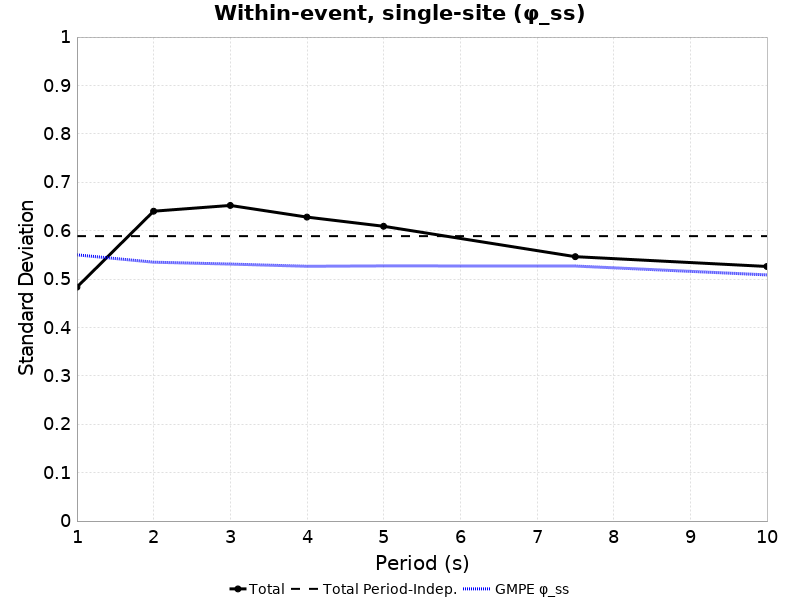 Within-event, single-site (φ_ss)
1
0.9
0.8
0.7
0.6
0.5
0.4
0.3
0.2
0.1
0
Standard Deviation
1 2 3 4 5 6 7 8 9 10
Period (s)
Total Total Period-Indep. GMPE φ_ss